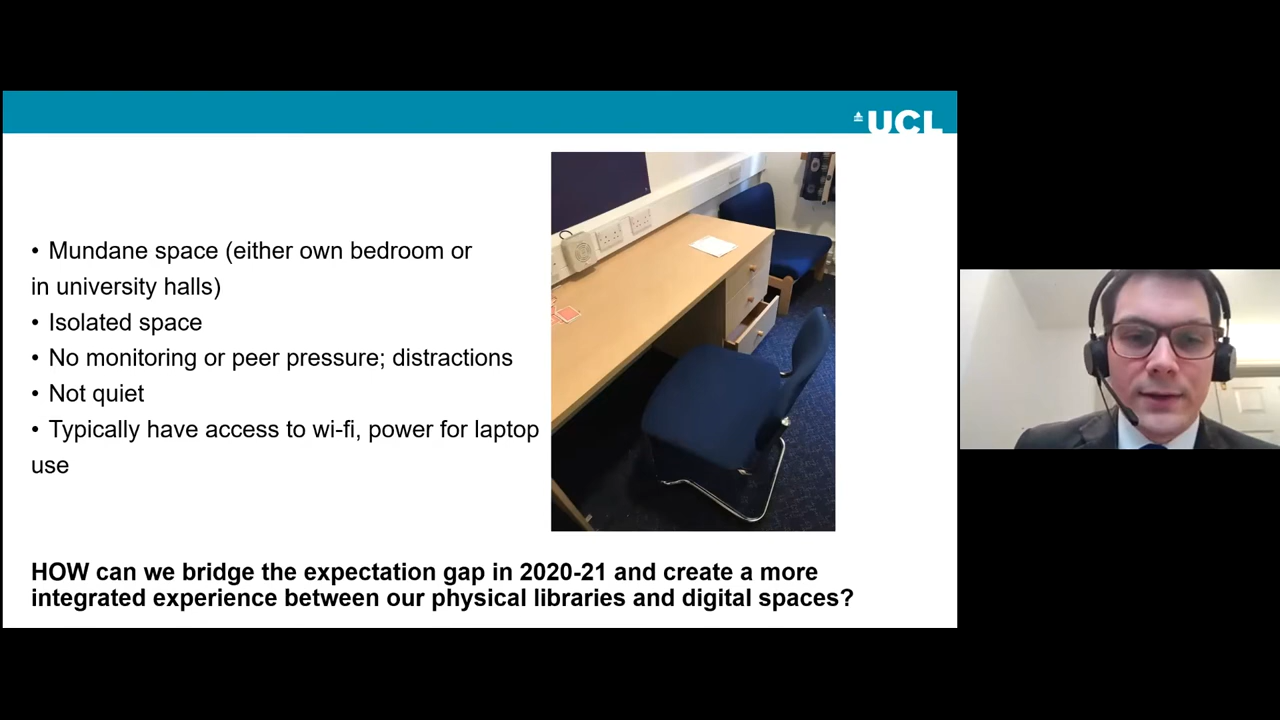 UCL
• Mundane space (either own bedroom or
in university halls)
• Isolated space
• No monitoring or peer pressure; distractions
• Not quiet
• Typically have access to wi-fi, power for laptop
use
HOW can we bridge the expectation gap in 2020-21 and create a more
integrated experience between our physical libraries and digital spaces?